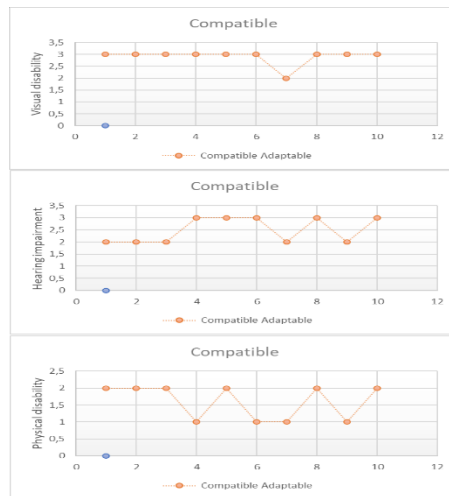 Compatible
Visual disability
3,5
3
2,5
2
1,5
1
0,5
0
0 2 4 6 8 10 12
Compatible Adaptable
Compatible
Hearing impairment
3,5
3
2,5
2
1,5
1
0,5
0
0 2 4 6 8 10 12
Compatible Adaptable
Compatible
Physical disability
2,5
2
1,5
1
0,5
0
0 2 4 6 8 10 12
Compatible Adaptable